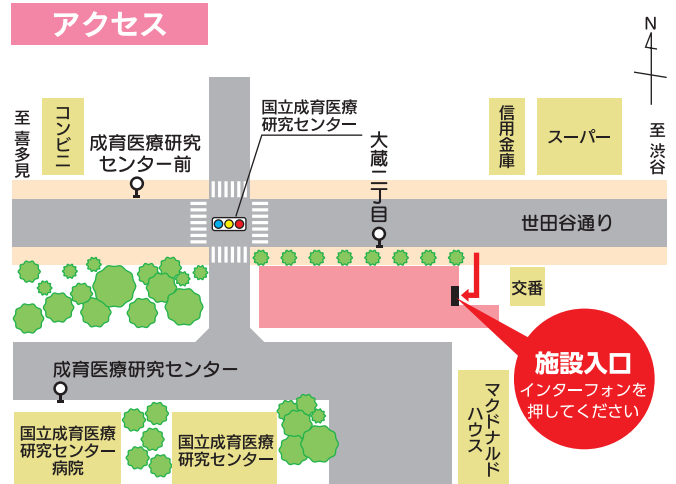 アクセス
N
至 喜多見
コンビニ
成育医療研究
センター前
国立成育医療
研究センター
大蔵二丁目
信用金庫
スーパー
至 渋谷
世田谷通り
交番
施設入口
インターフォンを
押してください
成育医療研究センター
国立成育医療
研究センター
病院
国立成育医療
研究センター
マクドナルド
ハウス